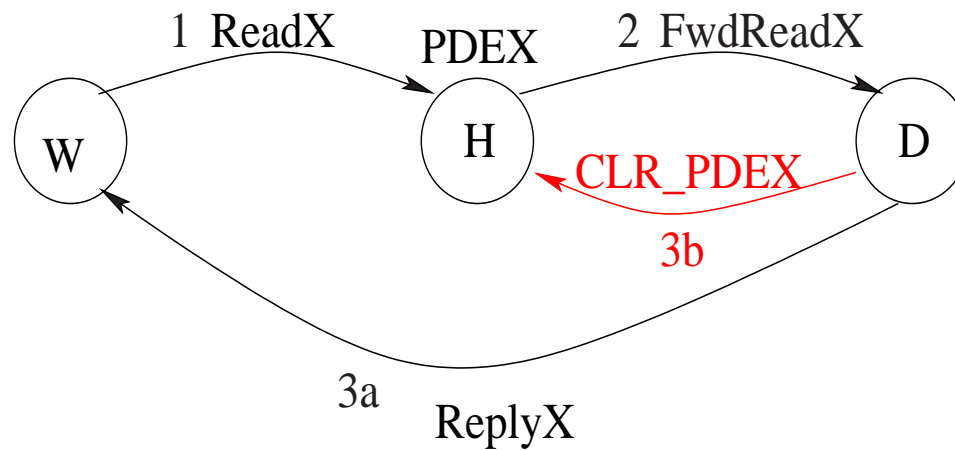 1 ReadX
PDEX
2 FwdReadX
W
H
D
CLR_PDEX
3b
3a
ReplyX